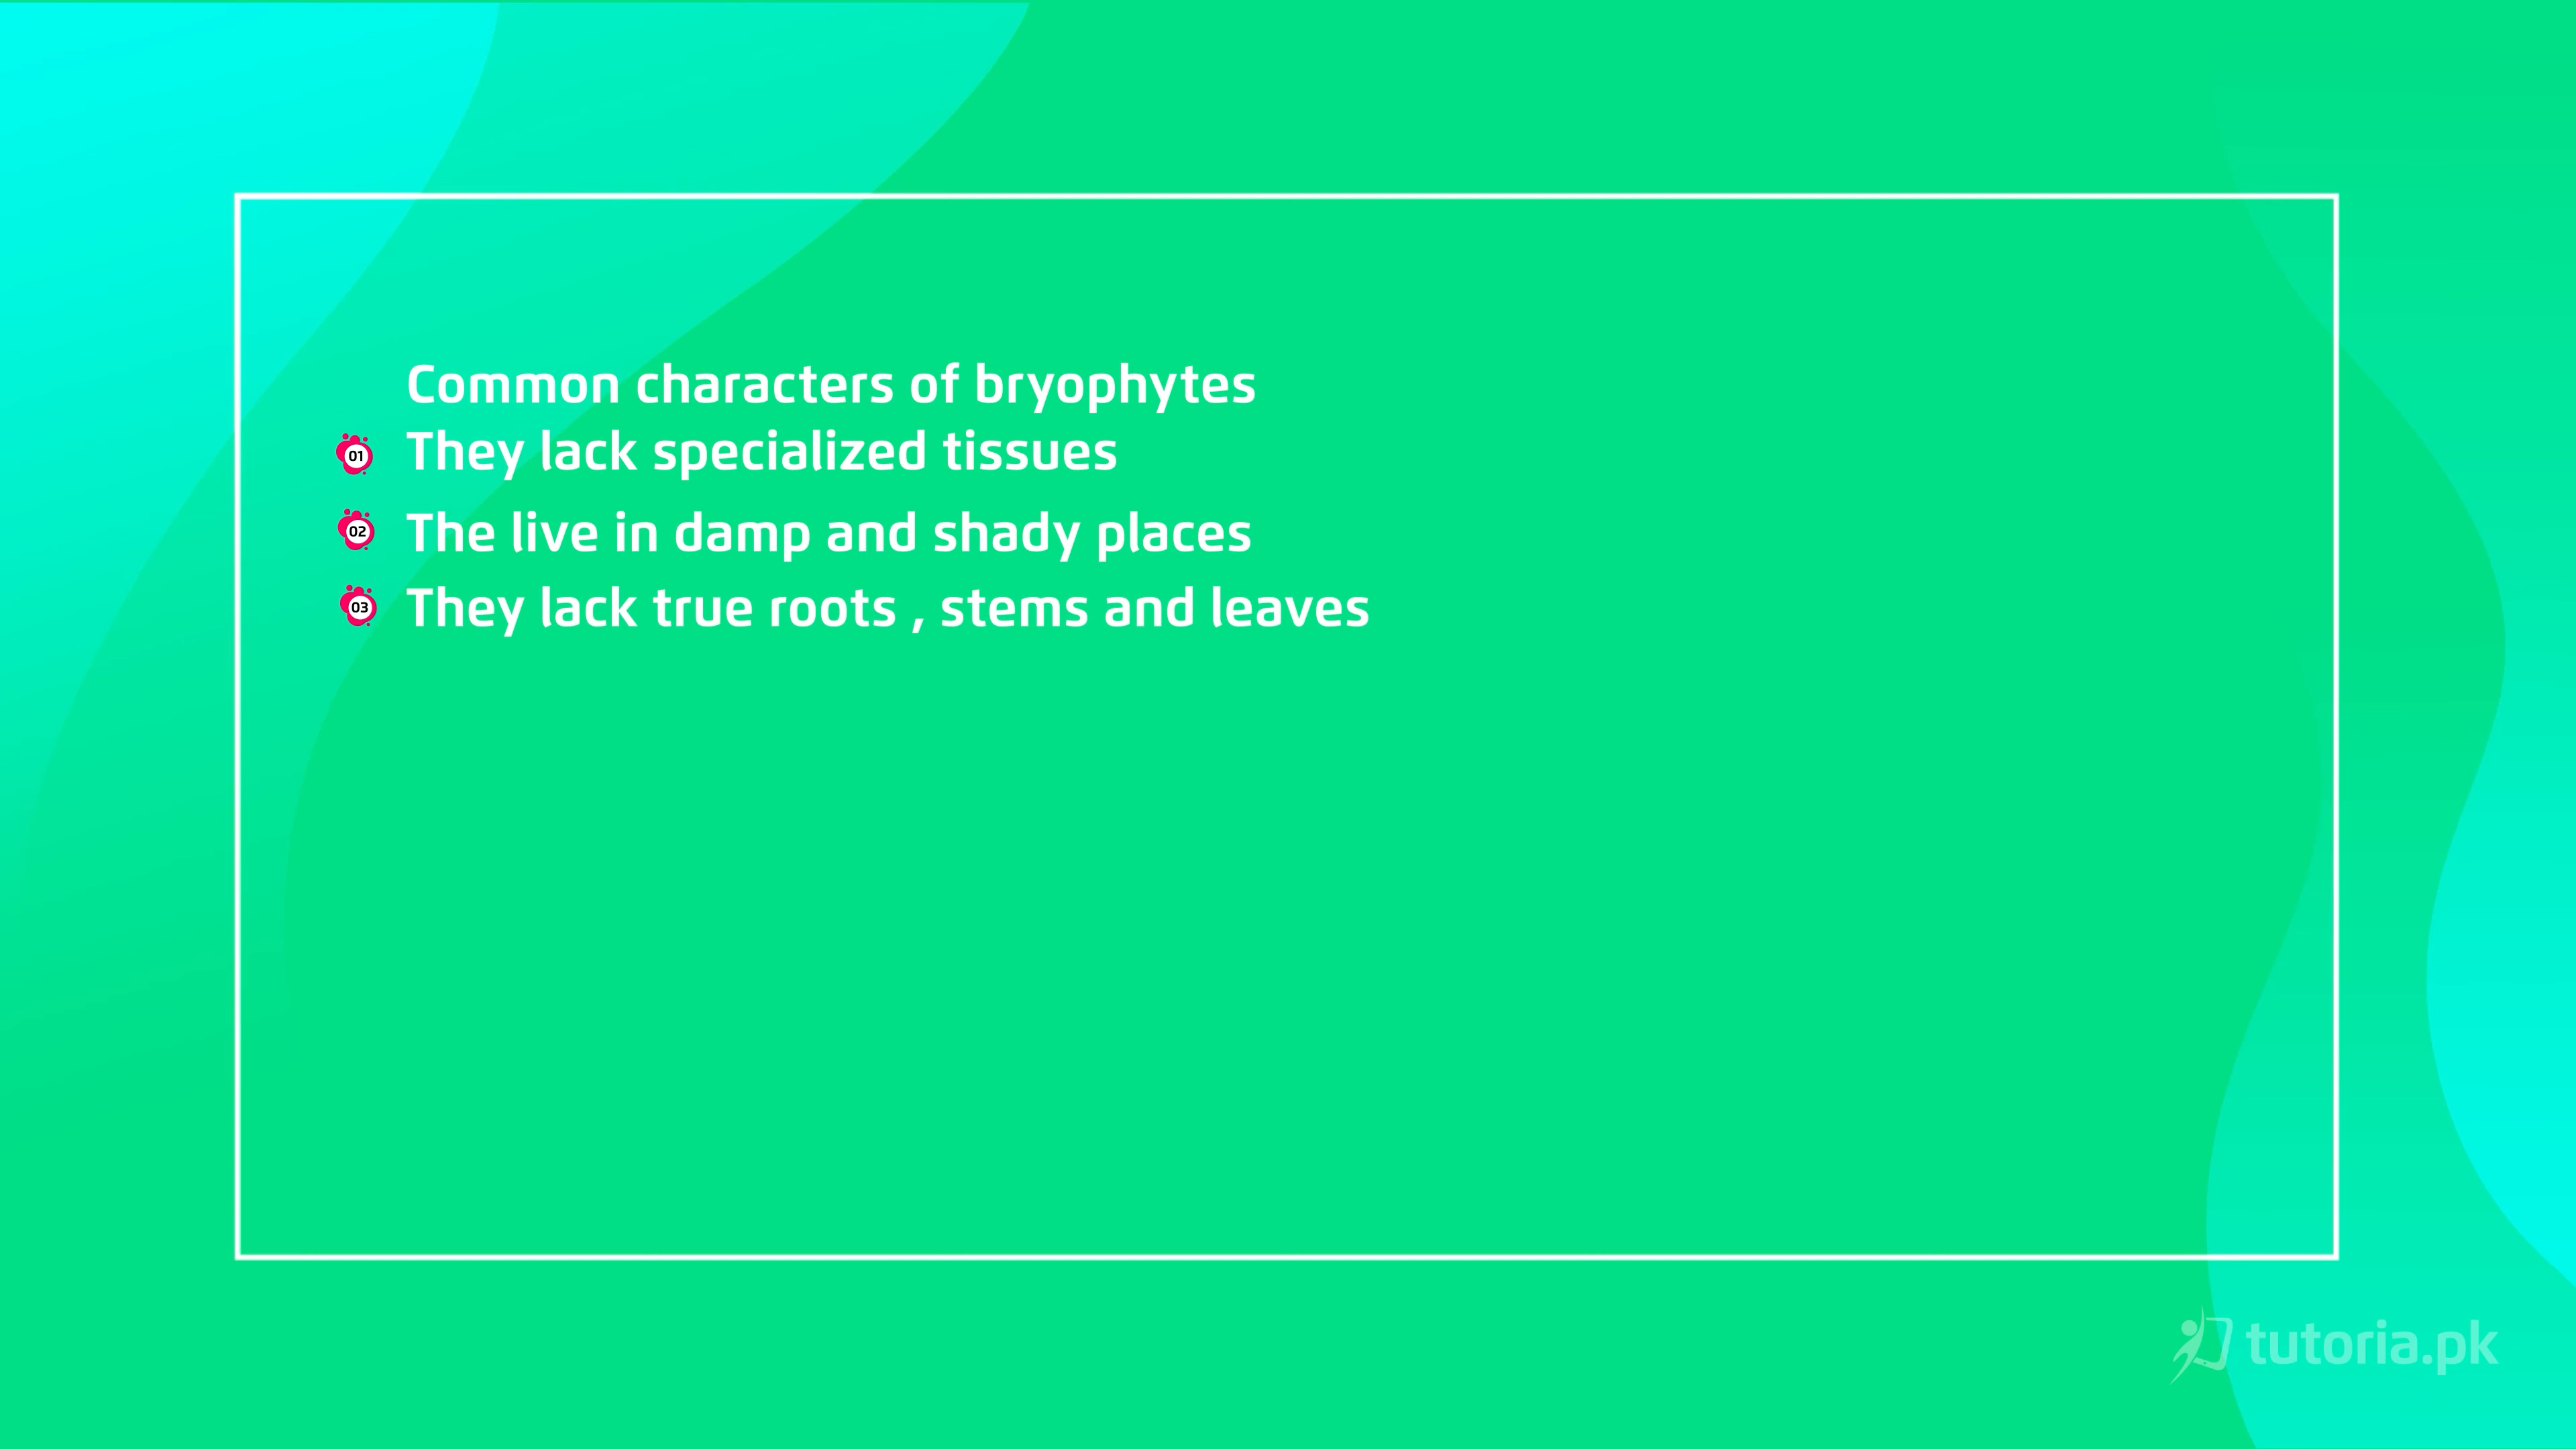 Common characters of bryophytes
01 They lack specialized tissues
02 The live in damp and shady places
03 They lack true roots , stems and leaves
tutoria.pk